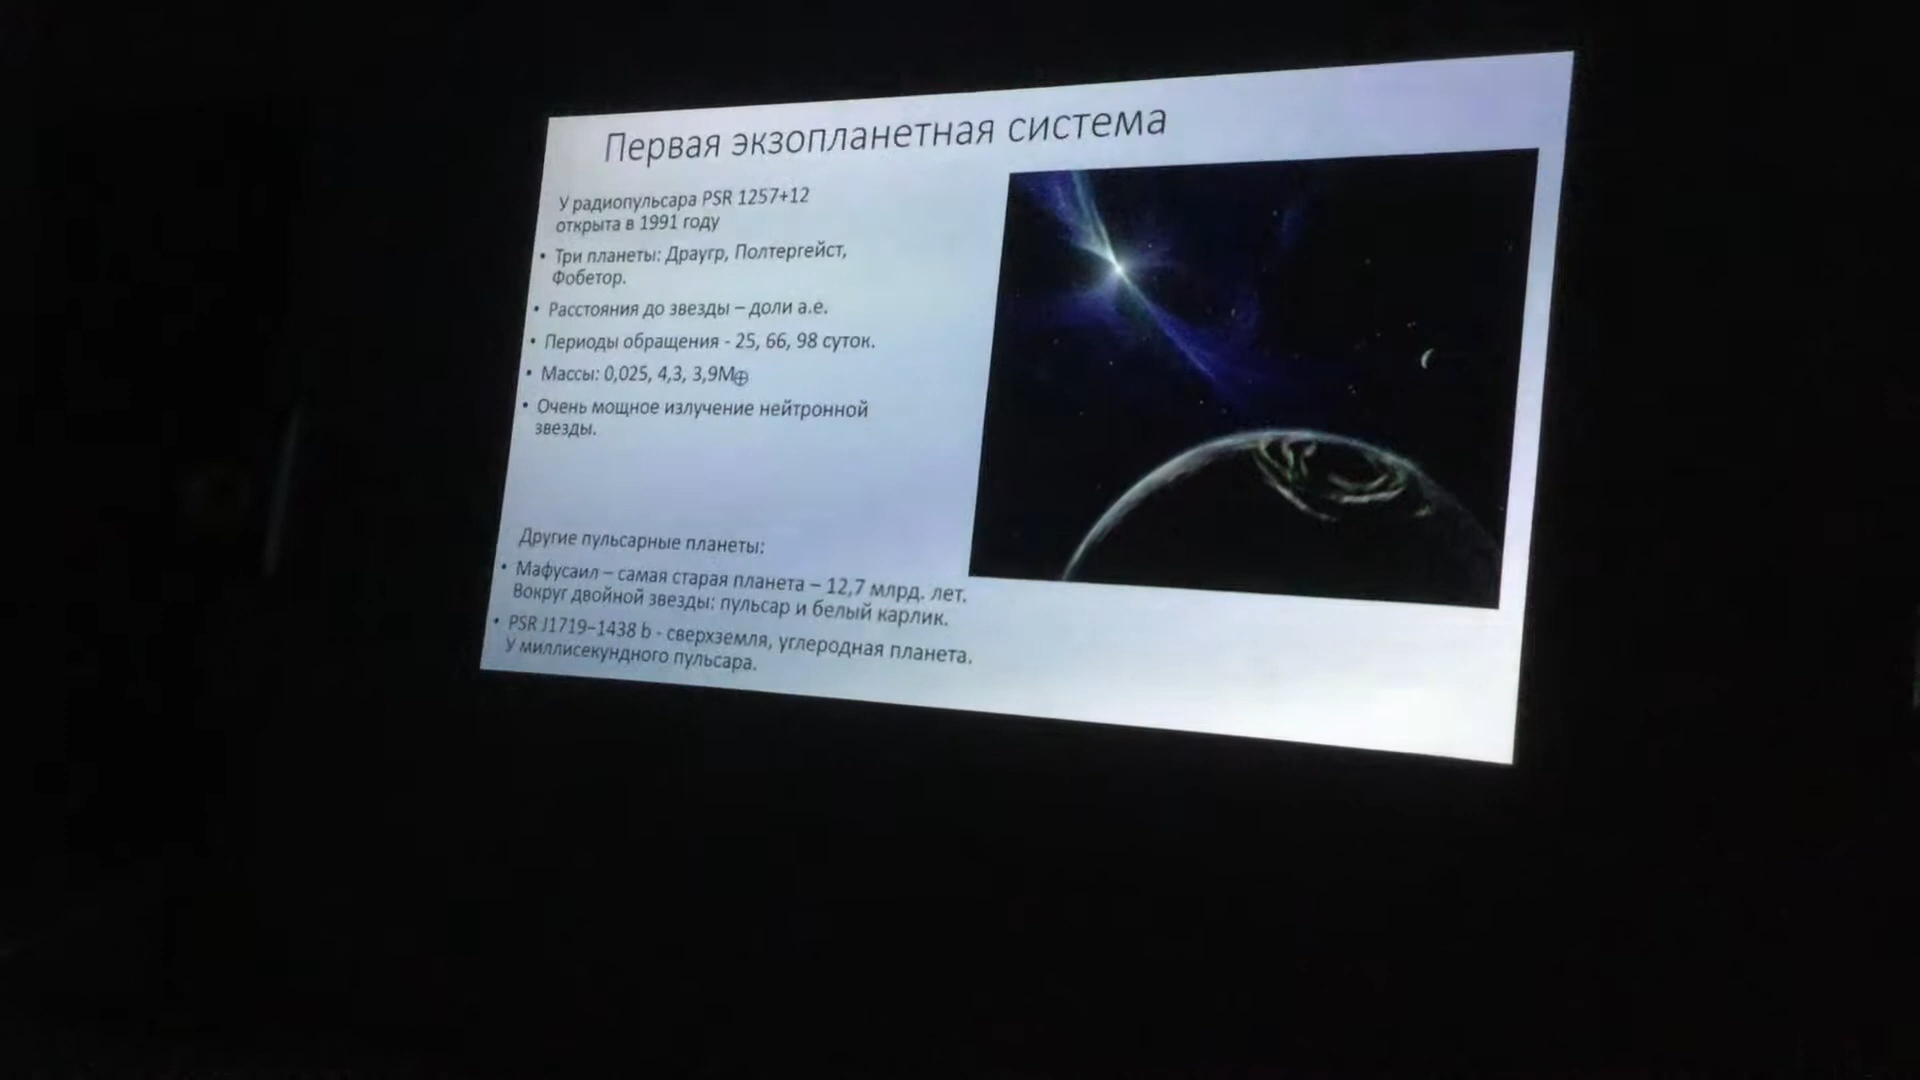 Первая экзопланетная система
У радиопульсара PSR 1257+12
открыта в 1991 году
• Три планеты: Драугр, Полтергейст,
Фобетор.
• Расстояния до звезды – доли а.е.
• Периоды обращения - 25, 66, 98 суток.
• Массы: 0,025, 4,3, 3,9M⊕
• Очень мощное излучение нейтронной
звезды.
Другие пульсарные планеты:
• Мафусаил – самая старая планета – 12,7 млрд. лет.
Вокруг двойной звезды: пульсар и белый карлик.
• PSR J1719–1438 b - сверхземля, углеродная планета.
У миллисекундного пульсара.